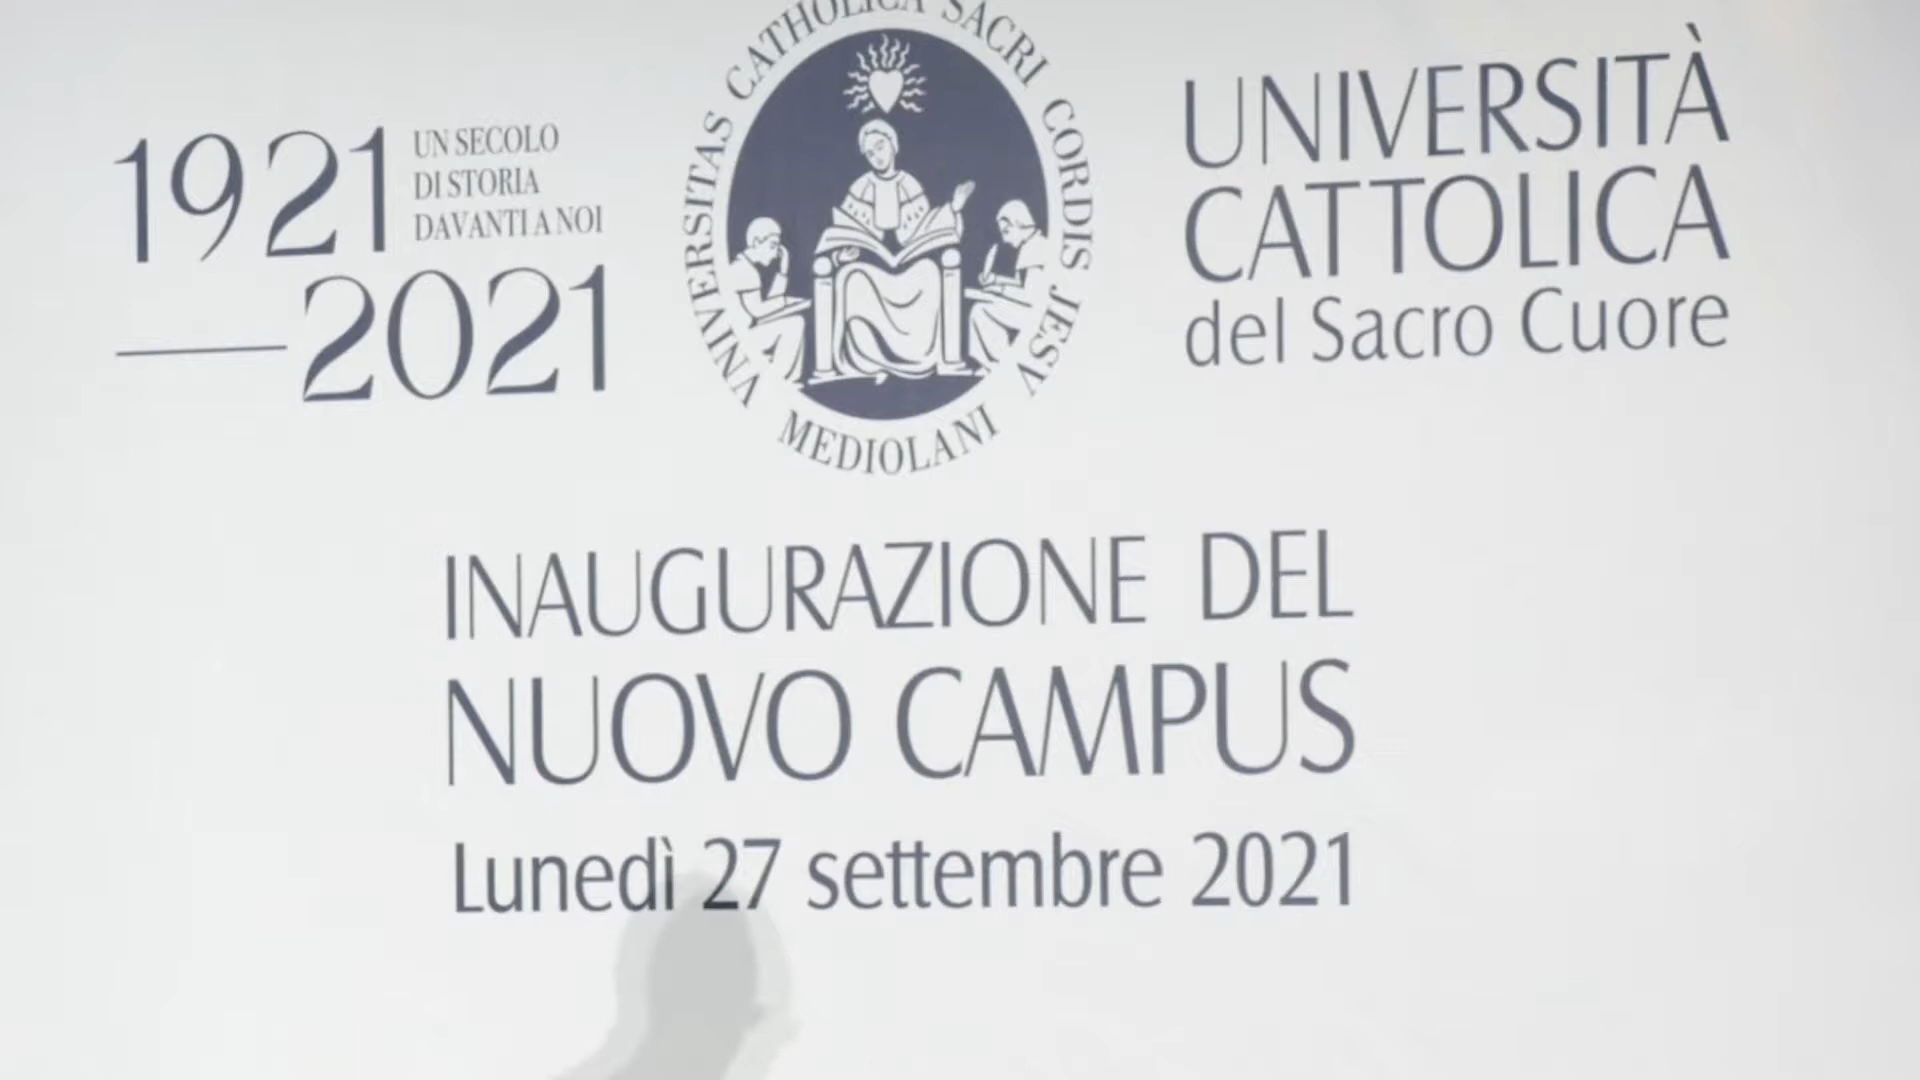 1921
UN SECOLO
DI STORIA
DAVANTI A NOI
2021
VNIVERSITAS CATHOLICA SACRI CORDIS JESV
MEDIOLANI
UNIVERSITÀ
CATTOLICA
del Sacro Cuore
INAUGURAZIONE DEL
NUOVO CAMPUS
Lunedì 27 settembre 2021